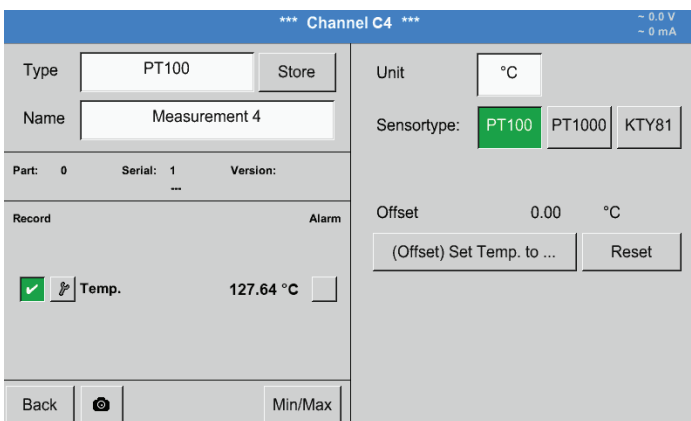 *** Channel C4 ***
~ 0.0 V
~ 0 mA
Type PT100 Store
Name Measurement 4
Part: 0 Serial: 1 Version:
---
Record Alarm
Temp. 127.64 °C
Back Min/Max
Unit °C
Sensortype: PT100 PT1000 KTY81
Offset 0.00 °C
(Offset) Set Temp. to ... Reset